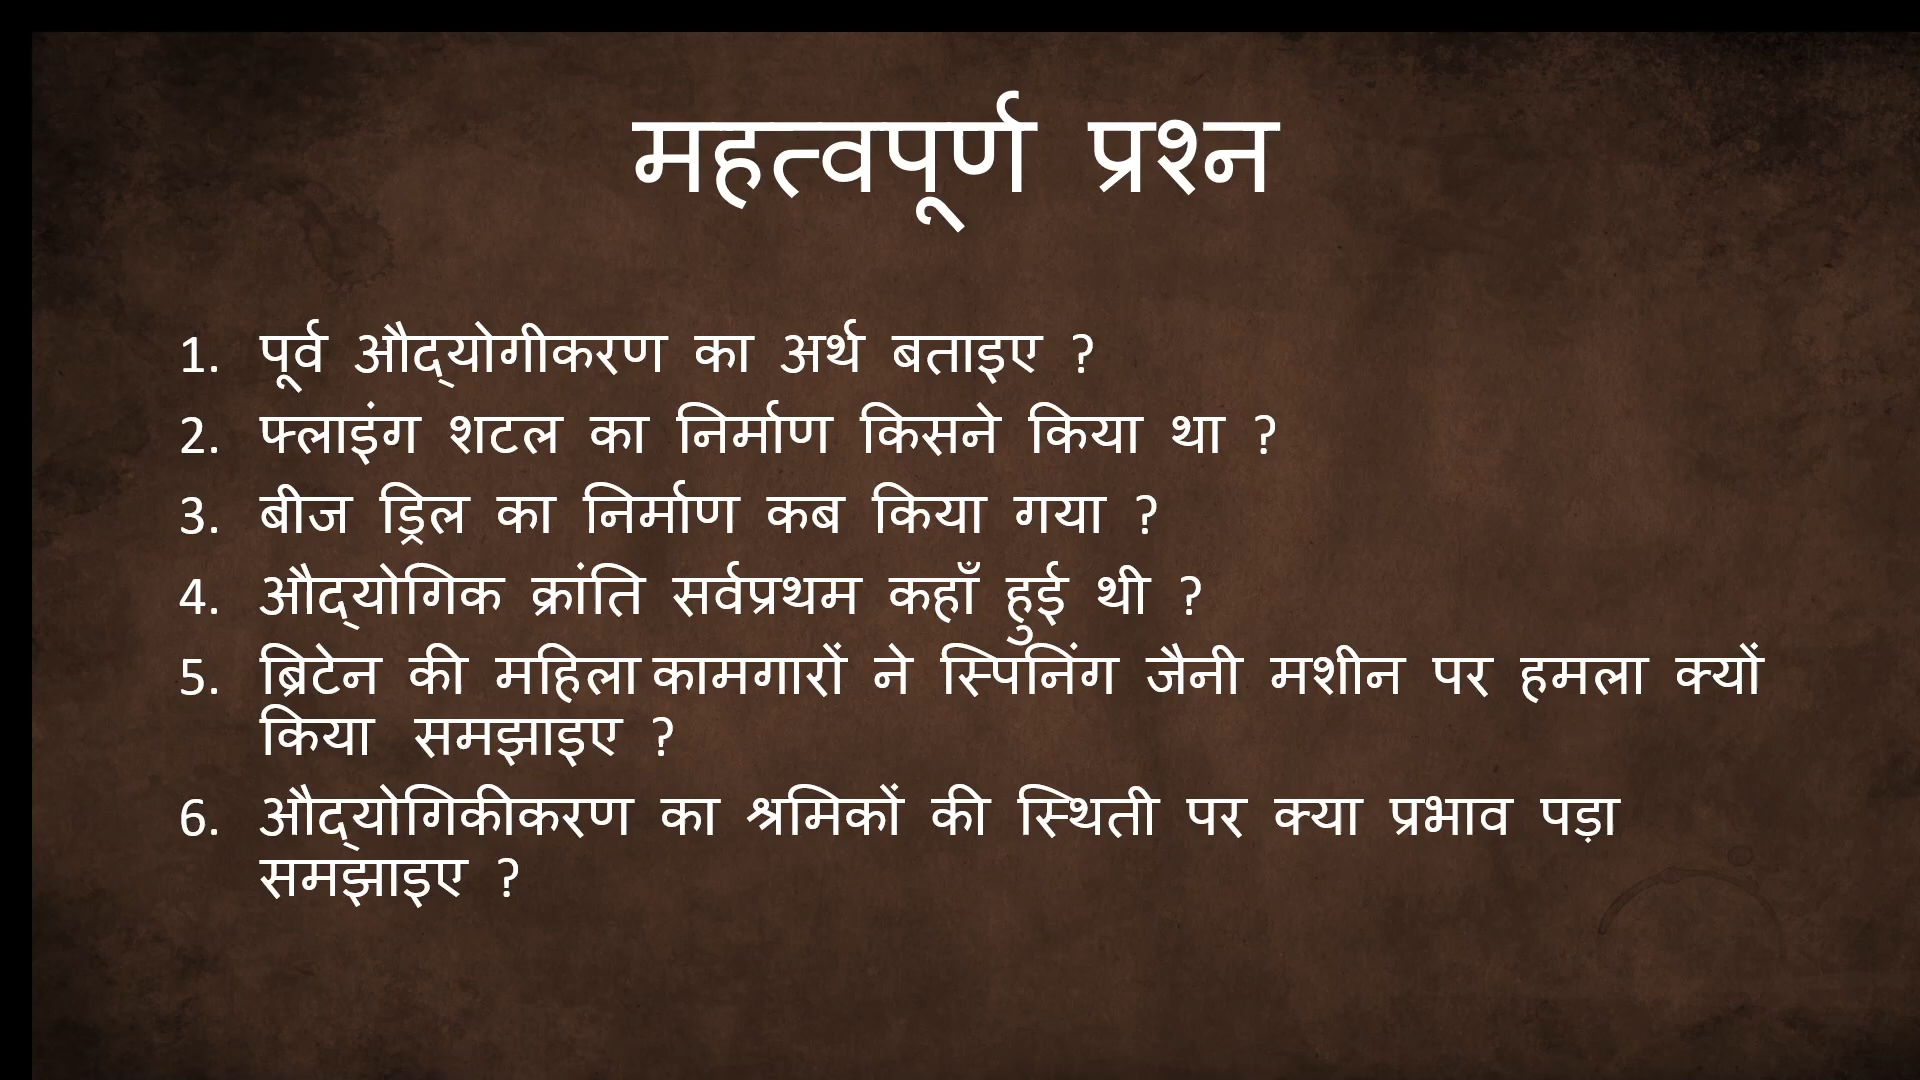 महत्वपूर्ण प्रश्न
1. पूर्व औद्योगीकरण का अर्थ बताइए ?
2. फ्लाइंग शटल का निर्माण किसने किया था ?
3. बीज ड्रिल का निर्माण कब किया गया ?
4. औद्योगिक क्रांति सर्वप्रथम कहाँ हुई थी ?
5. ब्रिटेन की महिला कामगारों ने स्पिनिंग जैनी मशीन पर हमला क्यों
किया समझाइए ?
6. औद्योगिकीकरण का श्रमिकों की स्थिती पर क्या प्रभाव पड़ा
समझाइए ?